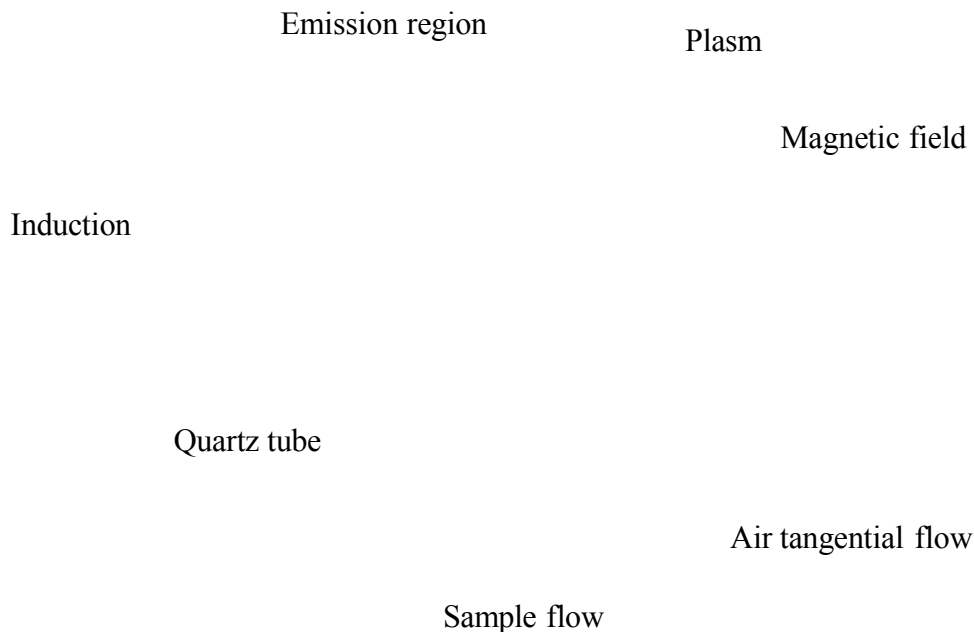 Emission region
Plasm
Magnetic field
Induction
Quartz tube
Air tangential flow
Sample flow